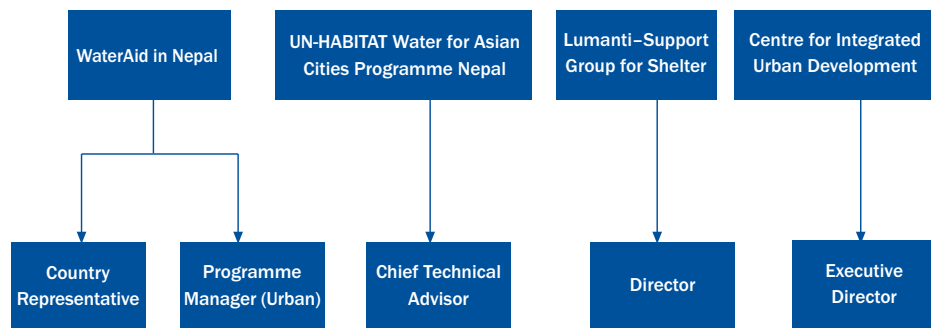 WaterAid in Nepal
UN-HABITAT Water for Asian
Cities Programme Nepal
Lumanti–Support
Group for Shelter
Centre for Integrated
Urban Development
Country
Representative
Programme
Manager (Urban)
Chief Technical
Advisor
Director
Executive
Director